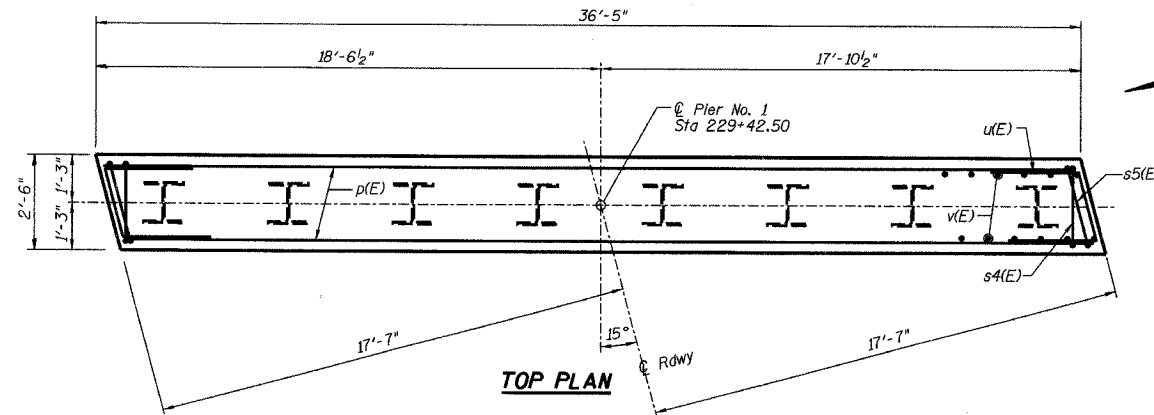 36'-5"
18'-6½"
17'-10½"
℄ Pier No. 1
Sta 229+42.50
u(E)
s5(E
2'-6"
1'-3"
1'-3"
p(E)
v(E)
s4(E)
17'-7"
15°
℄ Rdwy
17'-7"
TOP PLAN